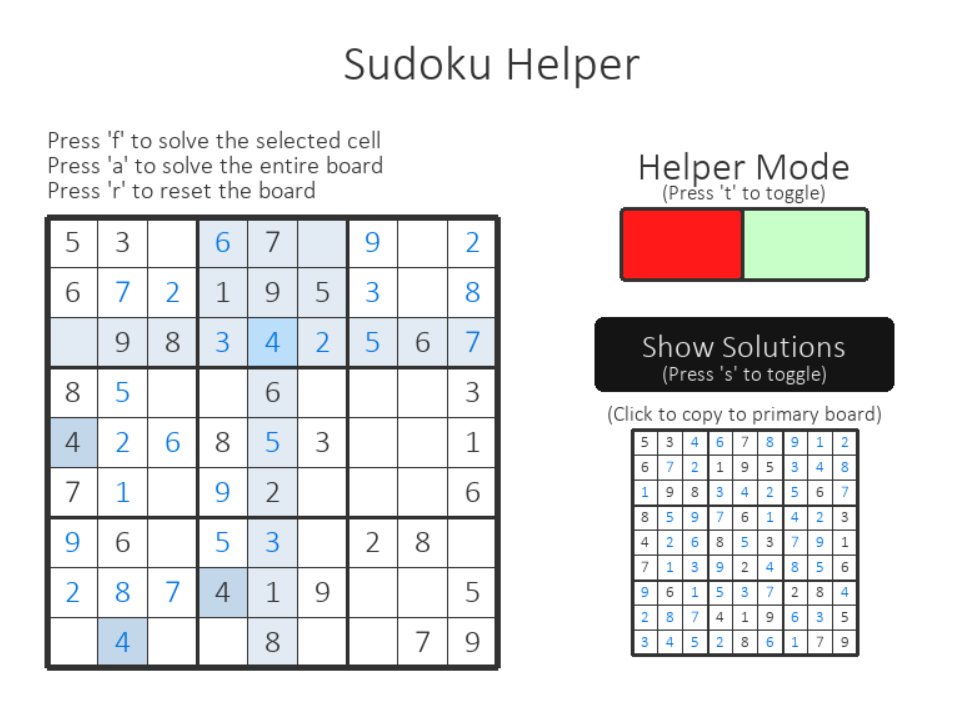 Sudoku Helper
Press 'f' to solve the selected cell
Press 'a' to solve the entire board
Press 'r' to reset the board
5 3 6 7 9 2
6 7 2 1 9 5 3 8
9 8 3 4 2 5 6 7
8 5 6 3
4 2 6 8 5 3 1
7 1 9 2 6
9 6 5 3 2 8
2 8 7 4 1 9 5
4 8 7 9
Helper Mode
(Press 't' to toggle)
Show Solutions
(Press 's' to toggle)
(Click to copy to primary board)
5 3 4 6 7 8 9 1 2
6 7 2 1 9 5 3 4 8
1 9 8 3 4 2 5 6 7
8 5 9 7 6 1 4 2 3
4 2 6 8 5 3 7 9 1
7 1 3 9 2 4 8 5 6
9 6 1 5 3 7 2 8 4
2 8 7 4 1 9 6 3 5
3 4 5 2 8 6 1 7 9